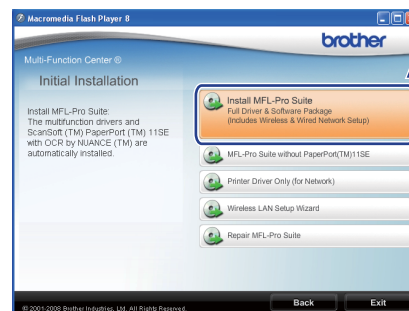 Macromedia Flash Player 8
brother
Multi-Function Center ®
Initial Installation
Install MFL-Pro Suite:
The multifunction drivers and
ScanSoft (TM) PaperPort (TM) 11SE
with OCR by NUANCE (TM) are
automatically installed.
Install MFL-Pro Suite
Full Driver & Software Package
(Includes Wireless & Wired Network Setup)
MFL-Pro Suite without PaperPort(TM)11SE
Printer Driver Only (for Network)
Wireless LAN Setup Wizard
Repair MFL-Pro Suite
Back
Exit
© 2001-2008 Brother Industries, Ltd. All Rights Reserved.